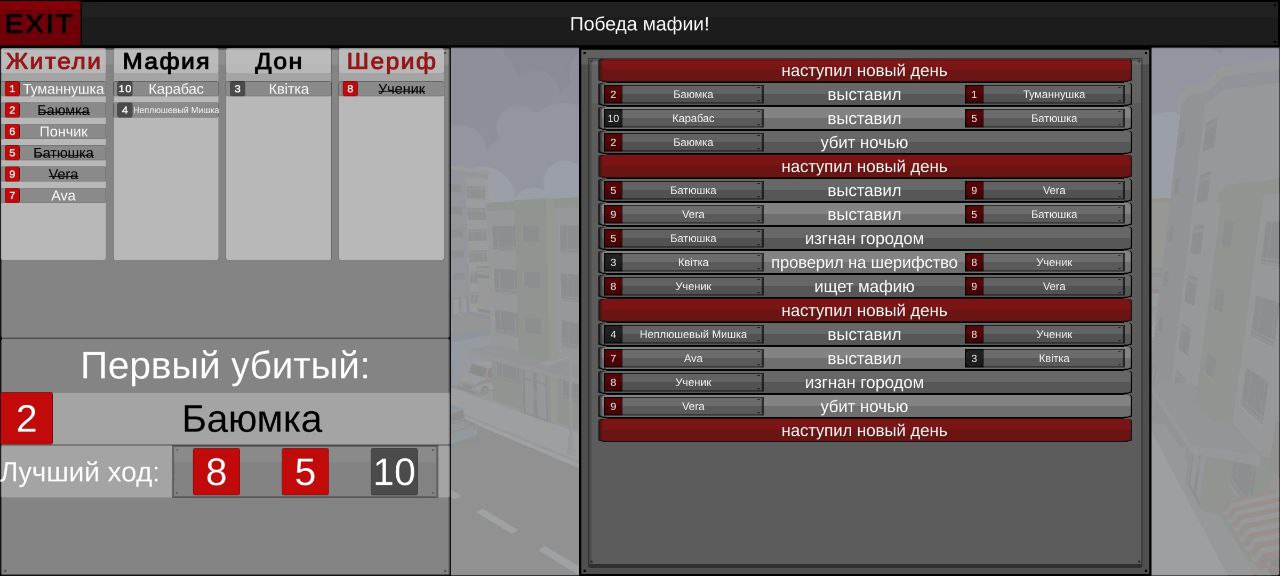 EXIT
Победа мафии!
Жители Мафия Дон Шериф
1 Туманнушка 10 Карабас 3 Квітка 8 Ученик
2 Баюмка 4 Неплюшевый Мишка
6 Пончик
5 Батюшка
9 Vera
7 Ava
Первый убитый:
2 Баюмка
Лучший ход: 8 5 10
наступил новый день
2 Баюмка выставил 1 Туманнушка
10 Карабас выставил 5 Батюшка
2 Баюмка убит ночью
наступил новый день
5 Батюшка выставил 9 Vera
9 Vera выставил 5 Батюшка
5 Батюшка изгнан городом
3 Квітка проверил на шерифство 8 Ученик
8 Ученик ищет мафию 9 Vera
наступил новый день
4 Неплюшевый Мишка выставил 8 Ученик
7 Ava выставил 3 Квітка
8 Ученик изгнан городом
9 Vera убит ночью
наступил новый день